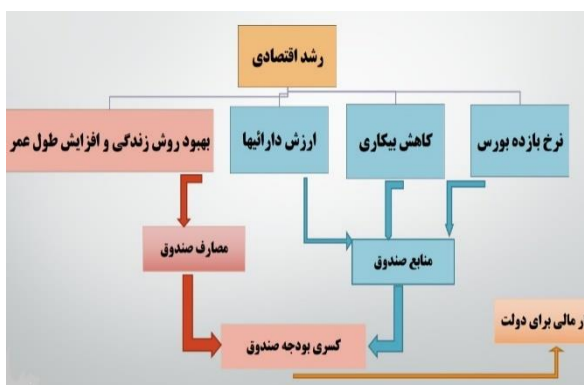 رشد اقتصادی
نرخ بازده بورس
کاهش بیکاری
ارزش دارائیها
بهبود روش زندگی و افزایش طول عمر
منابع صندوق
مصارف صندوق
ر مالی برای دولت
کسری بودجه صندوق